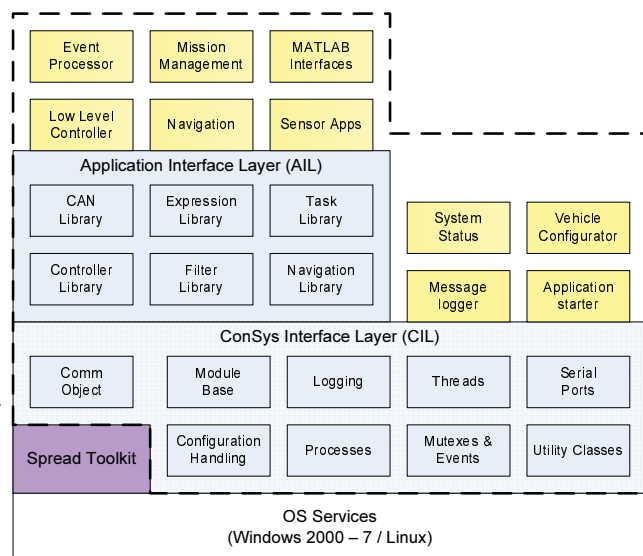 Event
Processor
Mission
Management
MATLAB
Interfaces
Low Level
Controller
Navigation
Sensor Apps
Application Interface Layer (AIL)
CAN
Library
Expression
Library
Task
Library
System
Status
Vehicle
Configurator
Controller
Library
Filter
Library
Navigation
Library
Message
logger
Application
starter
ConSys Interface Layer (CIL)
Comm
Object
Module
Base
Logging
Threads
Serial
Ports
Spread Toolkit
Configuration
Handling
Processes
Mutexes &
Events
Utility Classes
OS Services
(Windows 2000 – 7 / Linux)